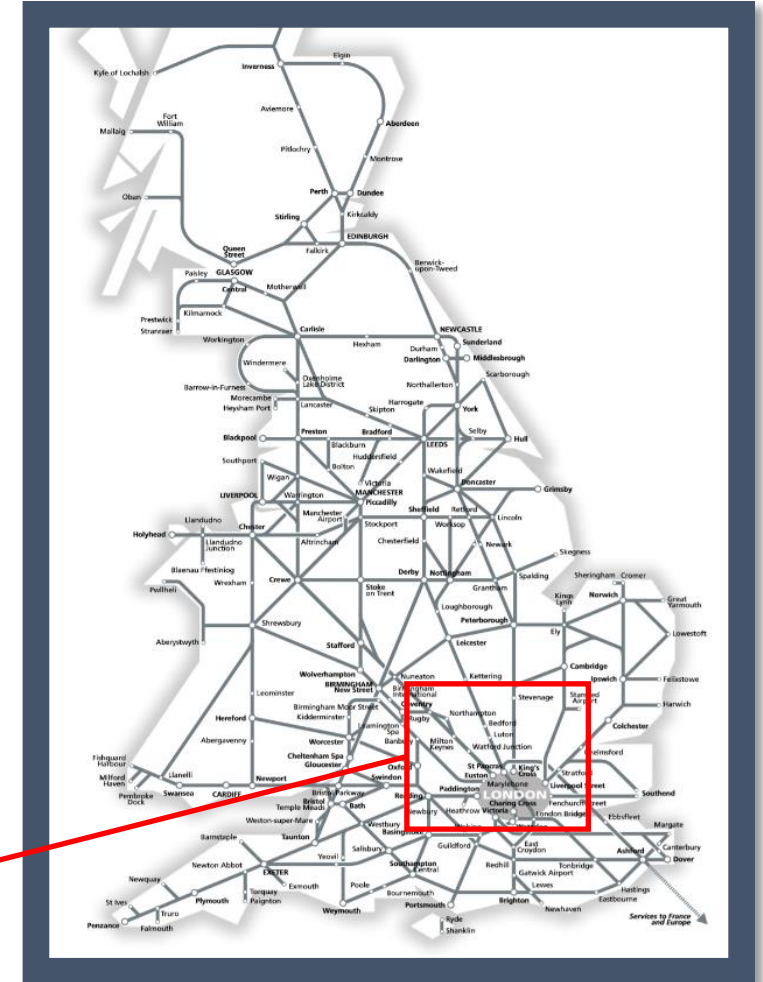 Elgin
Inverness
Kyle of Lochalsh
Aviemore
Fort
William
Mallaig
Aberdeen
Pitlochry
Montrose
Perth
Dundee
Oban
Kirkcaldy
Stirling
EDINBURGH
Queen
Street
Falkirk
Berwick-
upon-Tweed
Paisley
GLASGOW
Central
Motherwell
Prestwick
Kilmarnock
Stranraer
Carlisle
NEWCASTLE
Workington
Hexham
Durham
Sunderland
Darlington
Middlesbrough
Windermere
Scarborough
Oxenholme
Lake District
Northallerton
Barrow-in-Furness
Morecambe
Heysham Port
Lancaster
Harrogate
York
Skipton
Blackpool
Preston
Bradford
Selby
Blackburn
LEEDS
Hull
Southport
Huddersfield
Bolton
Wakefield
Wigan
Victoria
Doncaster
LIVERPOOL
Warrington
MANCHESTER
Piccadilly
Grimsby
Llandudno
Manchester
Airport
Sheffield
Retford
Lincoln
Chester
Stockport
Worksop
Holyhead
Llandudno
Junction
Altrincham
Chesterfield
Newark
Skegness
Blaenau Ffestiniog
Wrexham
Crewe
Derby
Nottingham
Spalding
Sheringham
Cromer
Pwllheli
Stoke
on Trent
Grantham
Kings
Lynn
Norwich
Great
Yarmouth
Loughborough
Peterborough
Shrewsbury
Ely
Lowestoft
Aberystwyth
Stafford
Leicester
Wolverhampton
Cambridge
BIRMINGHAM
New Street
Nuneaton
Kettering
Ipswich
Felixstowe
Birmingham
International
Leominster
Stevenage
Stansted
Airport
Birmingham Moor Street
Coventry
Harwich
Kidderminster
Rugby
Northampton
Hereford
Leamington
Spa
Bedford
Colchester
Abergavenny
Worcester
Banbury
Milton
Keynes
Luton
Cheltenham Spa
Watford Junction
Chelmsford
Fishguard
Harbour
Gloucester
Oxford
St Pancras
King's
Cross
Euston
Stratford
Milford
Haven
Llanelli
Newport
Swindon
Marylebone
Liverpool Street
Pembroke
Dock
Swansea
CARDIFF
Bristol Parkway
Reading
Paddington
LONDON
Southend
Bristol
Temple Meads
Bath
Newbury
Heathrow
Victoria
Charing Cross
Fenchurch Street
London Bridge
Ebbsfleet
Weston-super-Mare
Westbury
Basingstoke
Woking
Margate
Barnstaple
Taunton
Guildford
East
Croydon
Canterbury
Salisbury
Ashford
Dover
Newton Abbot
Yeovil
Southampton
Central
Redhill
Tonbridge
EXETER
Gatwick Airport
Newquay
Exmouth
Poole
Lewes
Hastings
Torquay
Paignton
Bournemouth
Eastbourne
St Ives
Plymouth
Weymouth
Portsmouth
Brighton
Newhaven
Truro
Penzance
Falmouth
Ryde
Shanklin
Services to France
and Europe